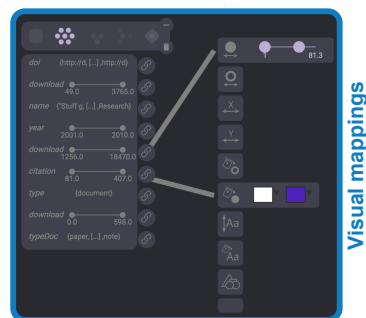 doi {http://d, [...] ,http://d}
download 49.0 3765.0
name {"Stuff g, [...] ,Research}
year 2001.0 2010.0
download 1256.0 18470.0
citation 81.0 407.0
type {document}
download 0.0 598.0
typeDoc {paper, [...] ,note}
81.3
X
Y
Aa
Aa
Visual mappings